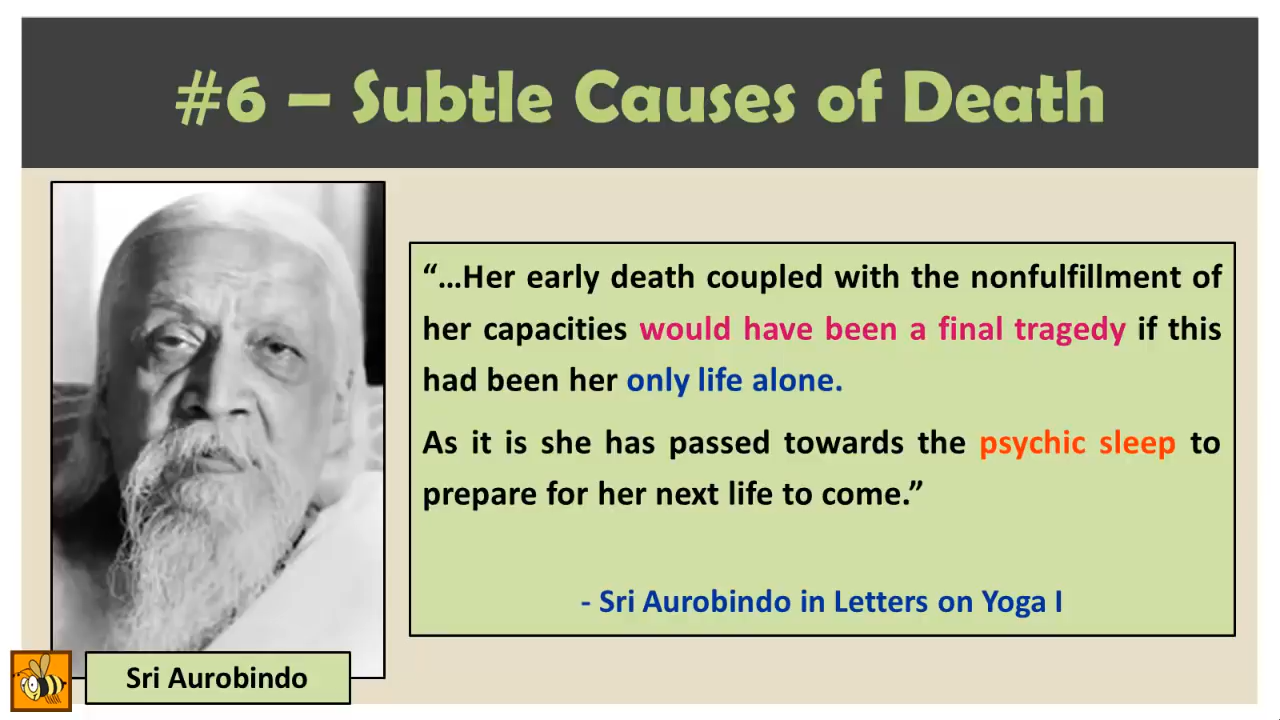 #6 – Subtle Causes of Death
“...Her early death coupled with the nonfulfillment of
her capacities would have been a final tragedy if this
had been her only life alone.
As it is she has passed towards the psychic sleep to
prepare for her next life to come.”
- Sri Aurobindo in Letters on Yoga I
Sri Aurobindo